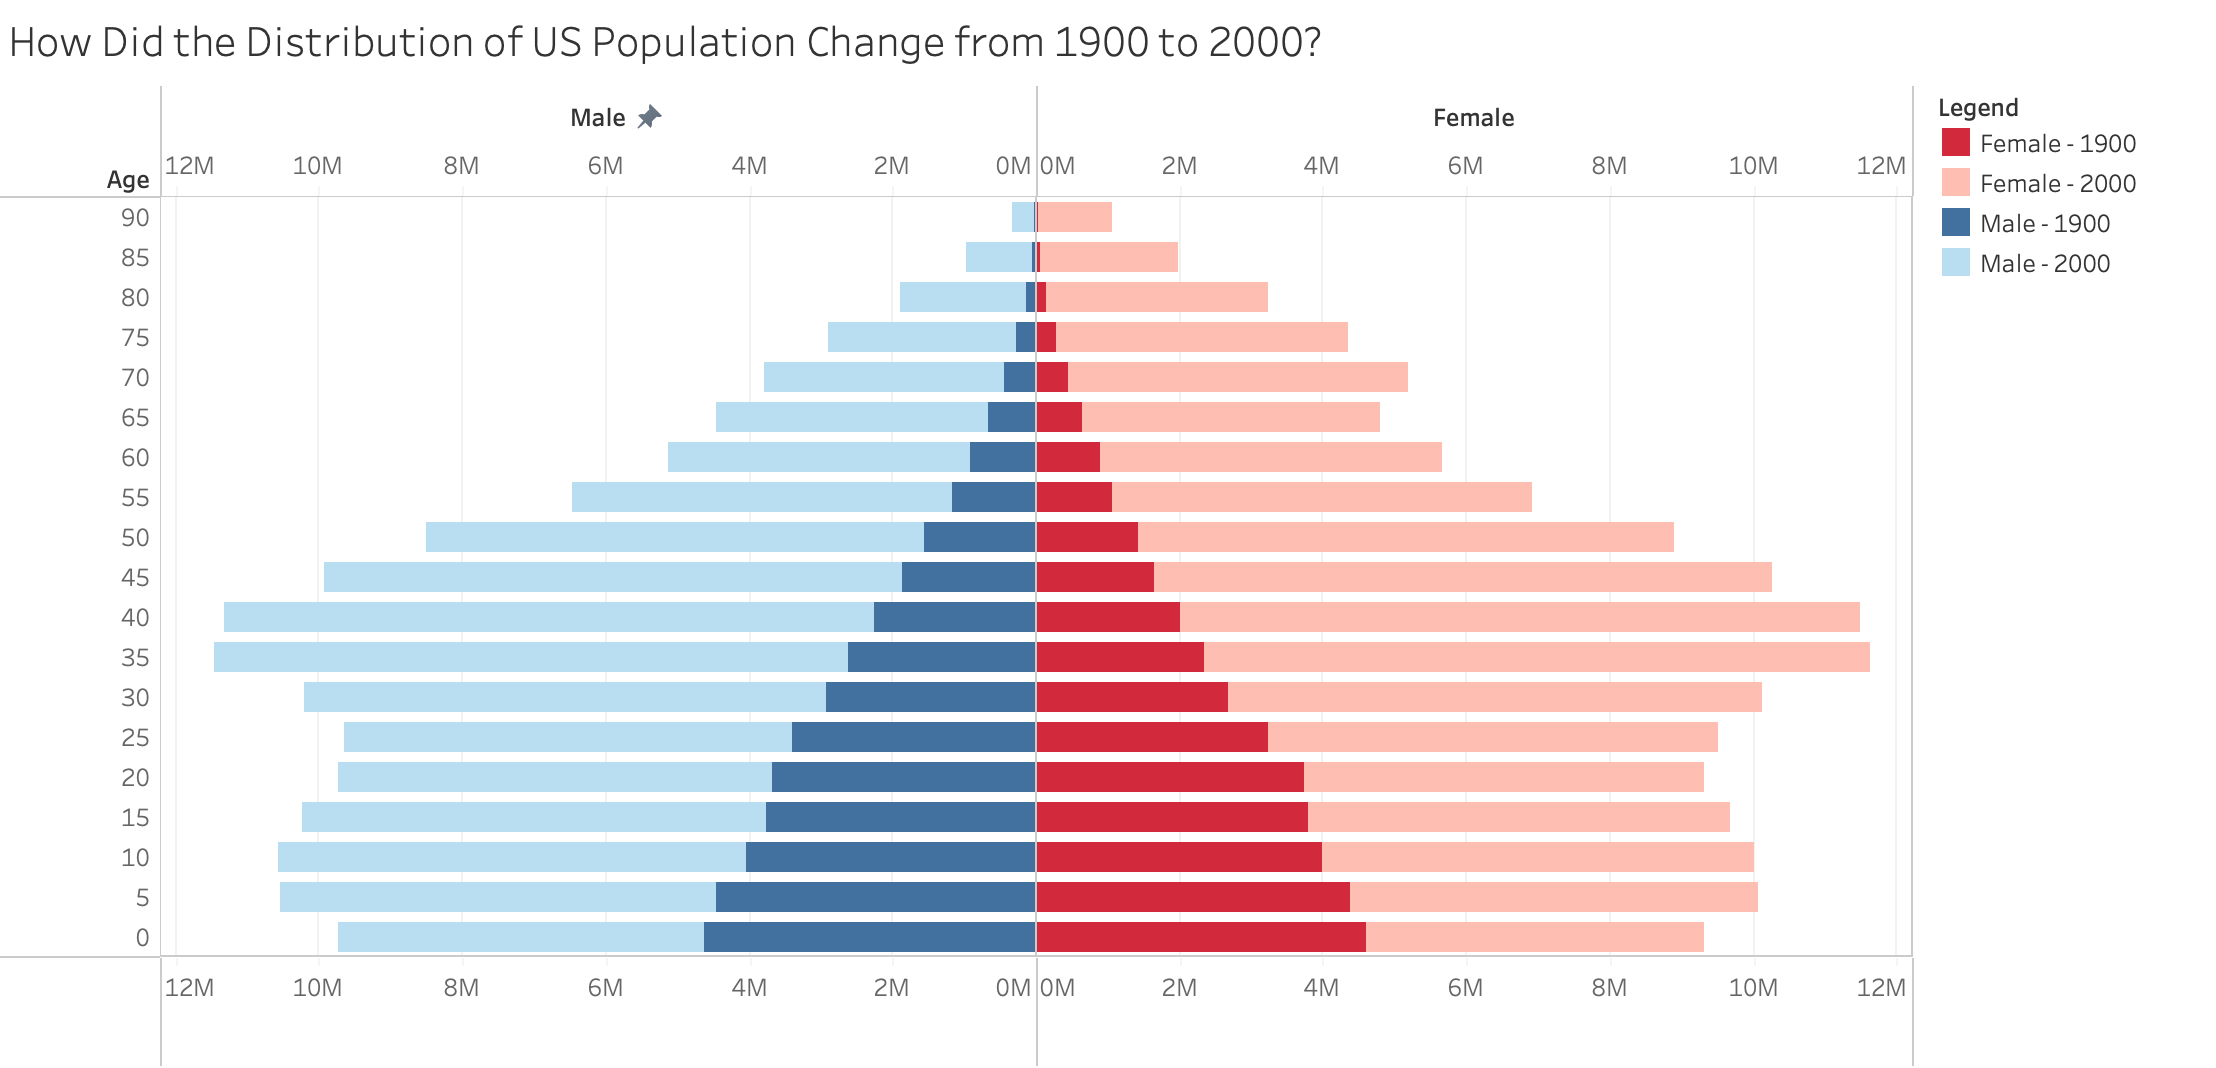 How Did the Distribution of US Population Change from 1900 to 2000?
Male Female
Legend
Female - 1900
Female - 2000
Male - 1900
Male - 2000
12M 10M 8M 6M 4M 2M 0M 0M 2M 4M 6M 8M 10M 12M
Age
90
85
80
75
70
65
60
55
50
45
40
35
30
25
20
15
10
5
0
12M 10M 8M 6M 4M 2M 0M 0M 2M 4M 6M 8M 10M 12M